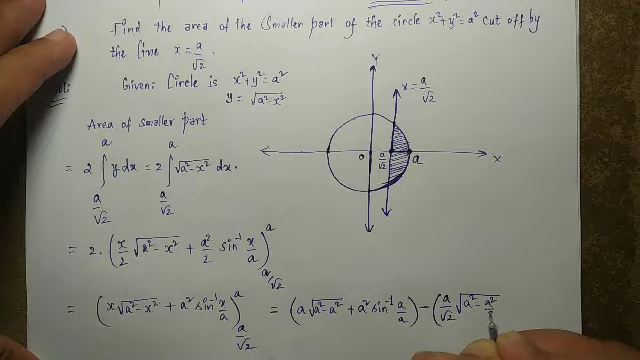 Find the area of the Smaller part of the circle x²+y²=a² cut off by
the line x = a/√2.
Given: Circle is x²+y²=a²
y = √(a²-x²)
Area of smaller part
= 2 ∫_{a/√2}^{a} y dx = 2 ∫_{a/√2}^{a} √(a²-x²) dx.
= 2. (x/2 √(a²-x²) + a²/2 sin⁻¹ x/a)_{a/√2}^{a}
= (x√(a²-x²) + a² sin⁻¹ x/a)_{a/√2}^{a} = (a√(a²-a²) + a² sin⁻¹ a/a) - (a/√2 √(a²- a²/
Y
x = a/√2
O
a/√2
a
X